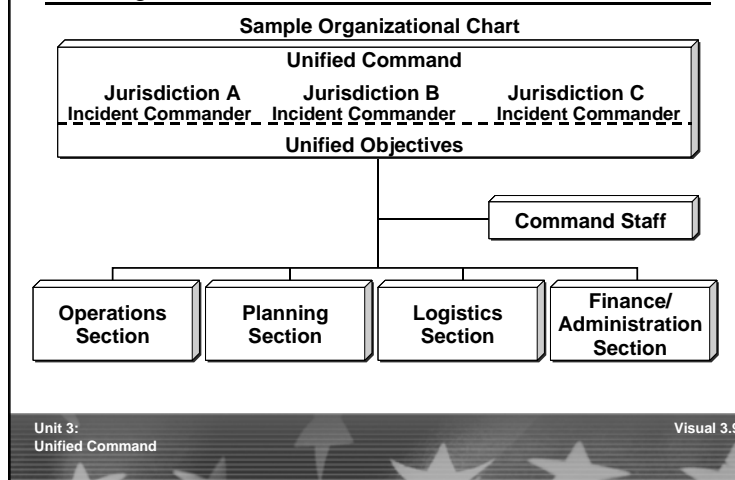 Sample Organizational Chart
Unified Command
Jurisdiction A Jurisdiction B Jurisdiction C
Incident Commander Incident Commander Incident Commander
Unified Objectives
Command Staff
Operations
Section
Planning
Section
Logistics
Section
Finance/
Administration
Section
Unit 3:
Unified Command
Visual 3.9